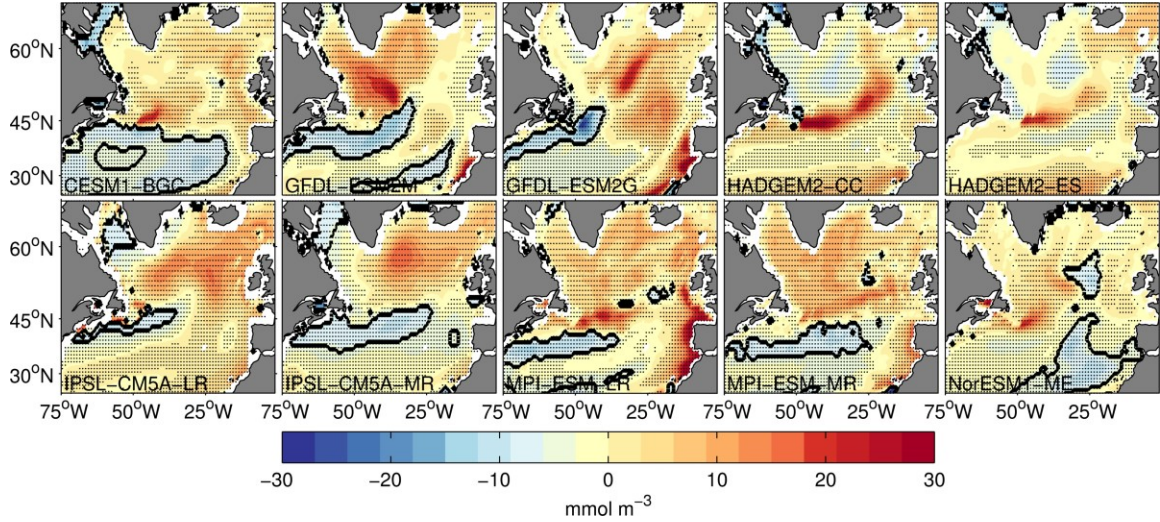 60°N
45°N
30°N
CESM1-BGC
GFDL-ESM2M
GFDL-ESM2G
HADGEM2-CC
HADGEM2-ES
60°N
45°N
30°N
IPSL-CM5A-LR
IPSL-CM5A-MR
MPI-ESM-LR
MPI-ESM-MR
NorESM1-ME
75°W 50°W 25°W 75°W 50°W 25°W 75°W 50°W 25°W 75°W 50°W 25°W 75°W 50°W 25°W
−30 −20 −10 0 10 20 30
mmol m⁻³